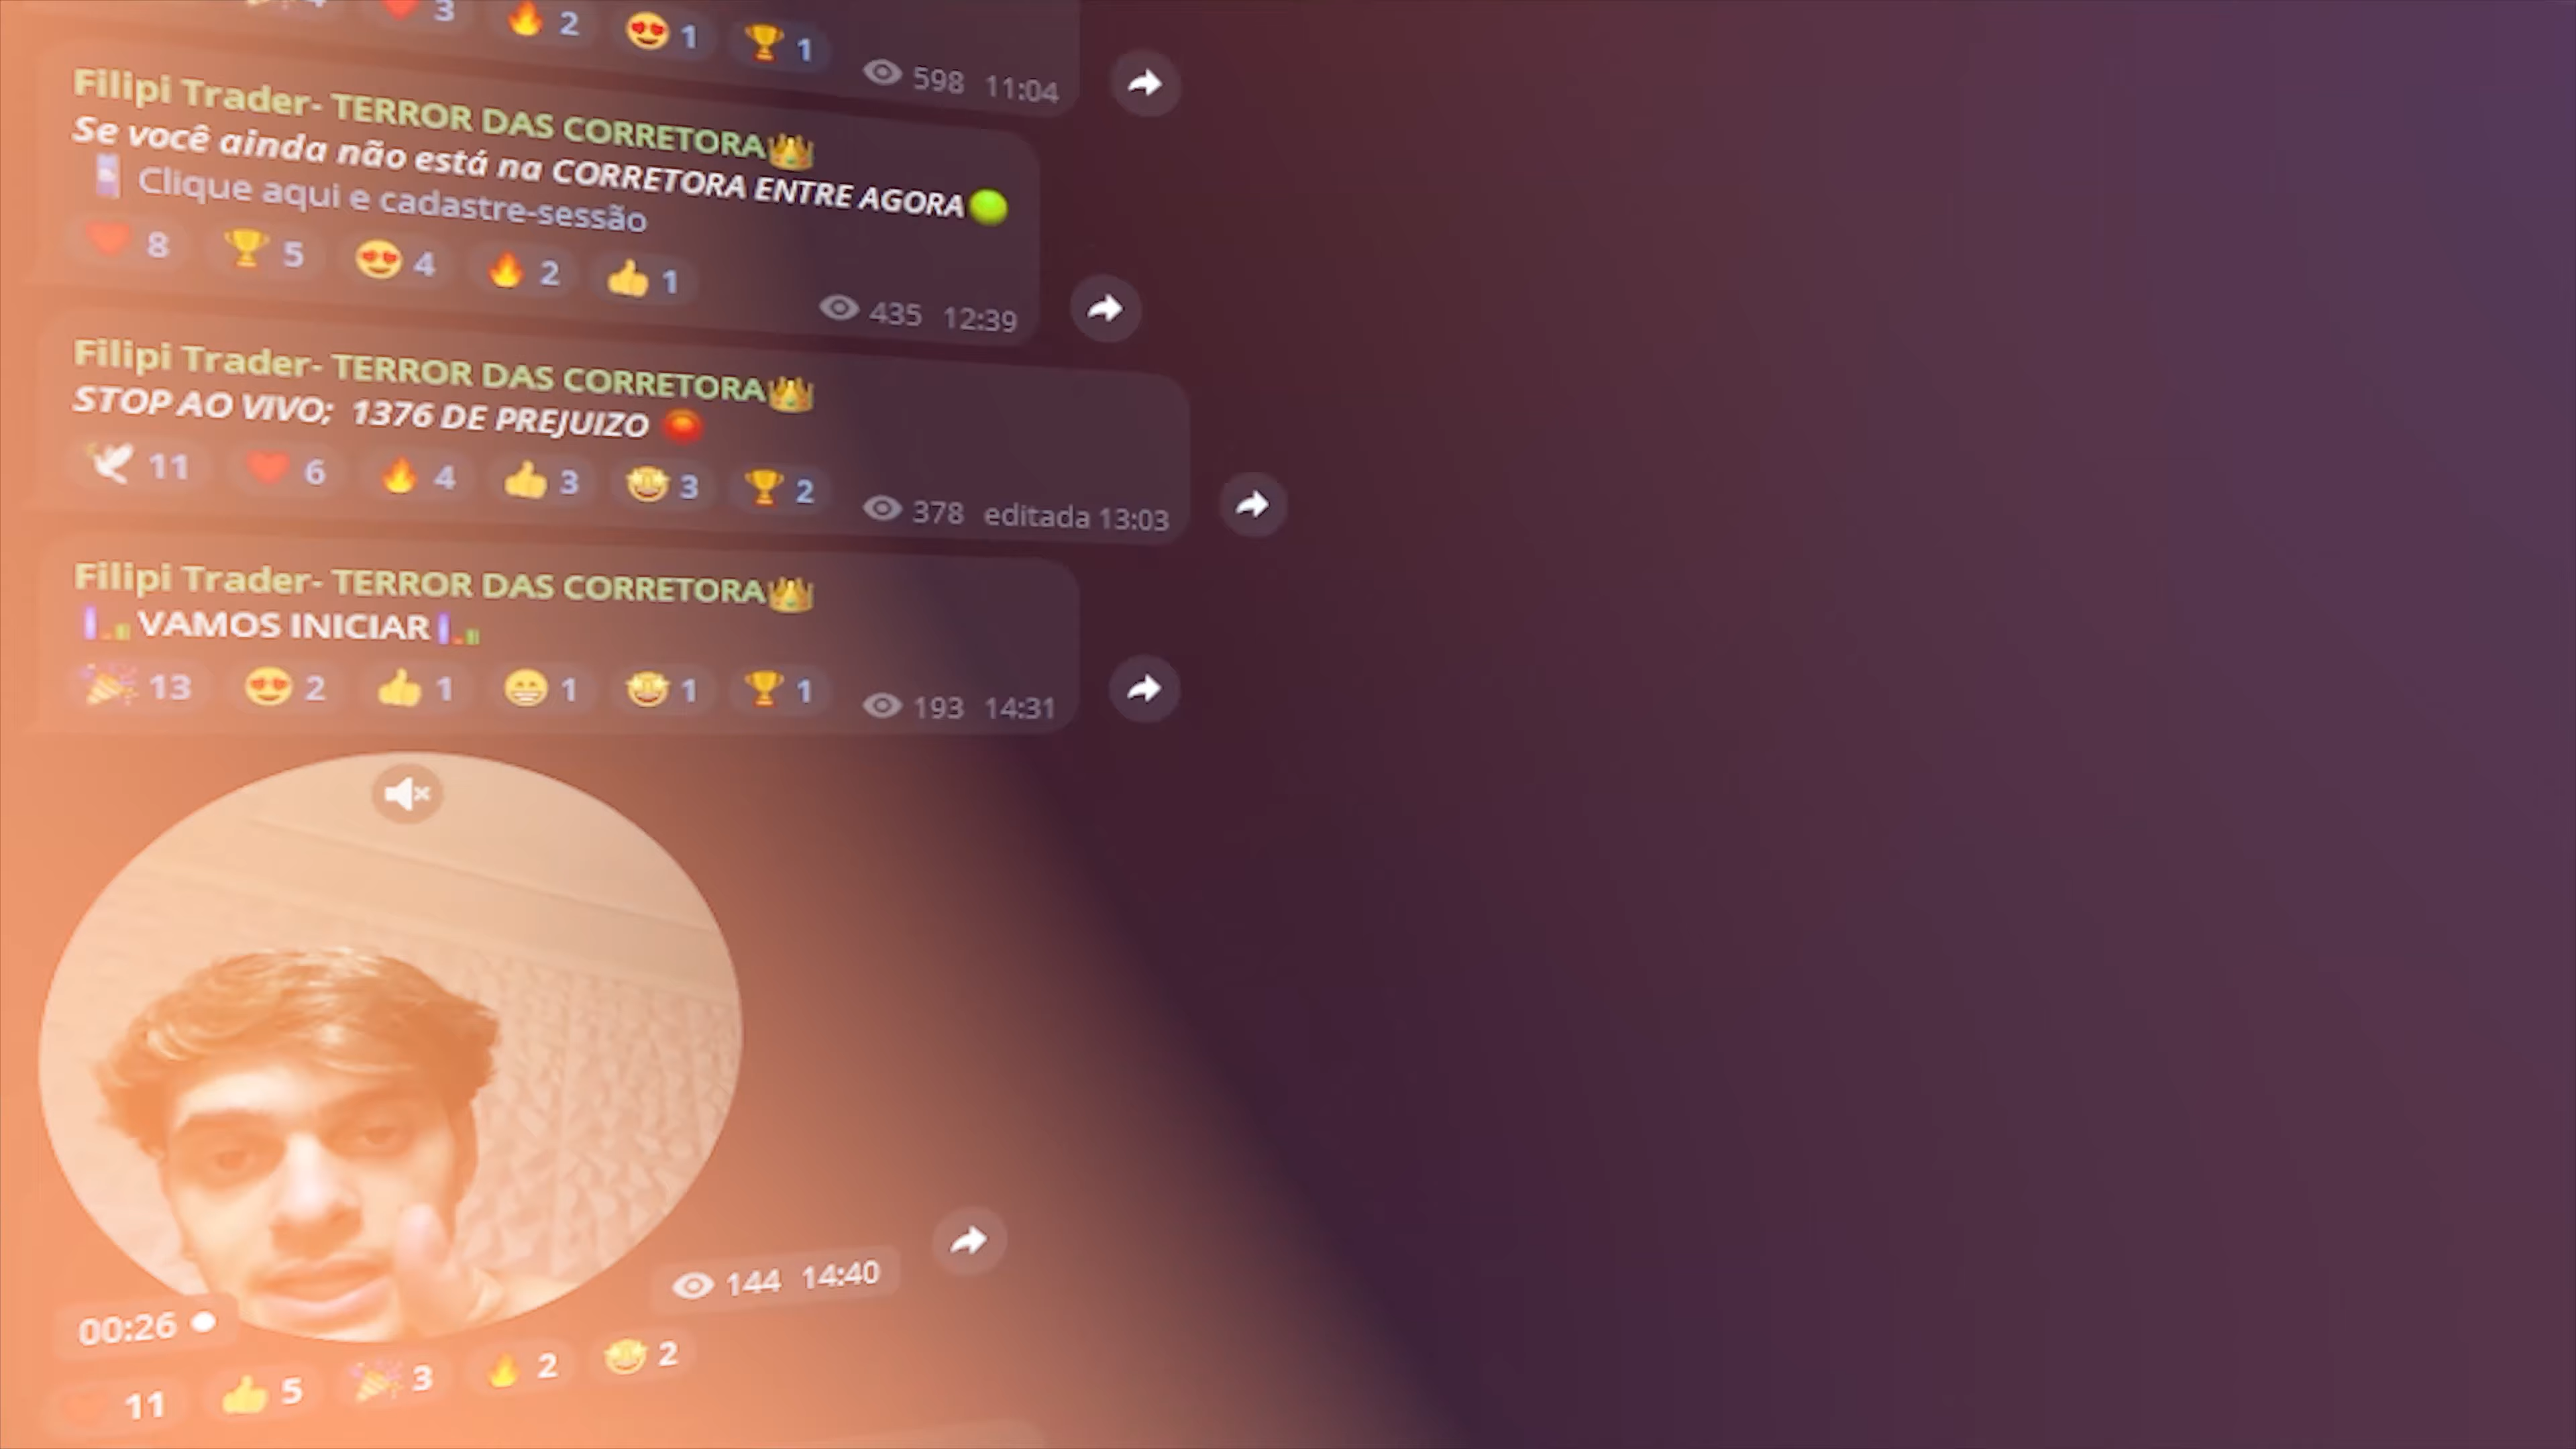 3 2 1 1
598 11:04
Filipi Trader- TERROR DAS CORRETORA
Se você ainda não está na CORRETORA ENTRE AGORA
Clique aqui e cadastre-sessão
8 5 4 2 1
435 12:39
Filipi Trader- TERROR DAS CORRETORA
STOP AO VIVO; 1376 DE PREJUIZO
11 6 4 3 3 2
378 editada 13:03
Filipi Trader- TERROR DAS CORRETORA
VAMOS INICIAR
13 2 1 1 1 1
193 14:31
144 14:40
00:26
11 5 3 2 2